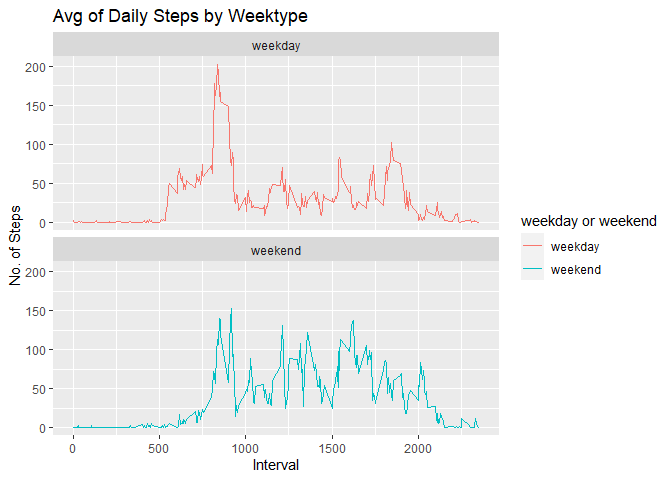 Avg of Daily Steps by Weektype
weekday
200
150
100
50
0
weekend
200
150
100
50
0
No. of Steps
0 500 1000 1500 2000
Interval
weekday or weekend
weekday
weekend